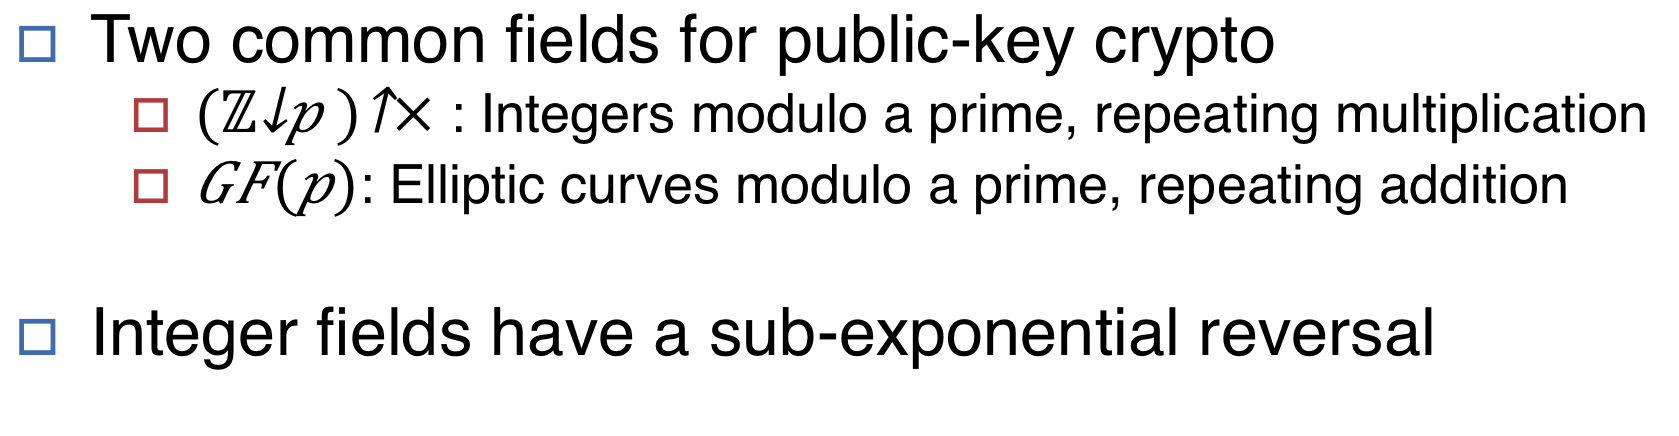 Two common fields for public-key crypto
(ℤ↓𝑝 )↑× : Integers modulo a prime, repeating multiplication
𝐺𝐹(𝑝): Elliptic curves modulo a prime, repeating addition
Integer fields have a sub-exponential reversal